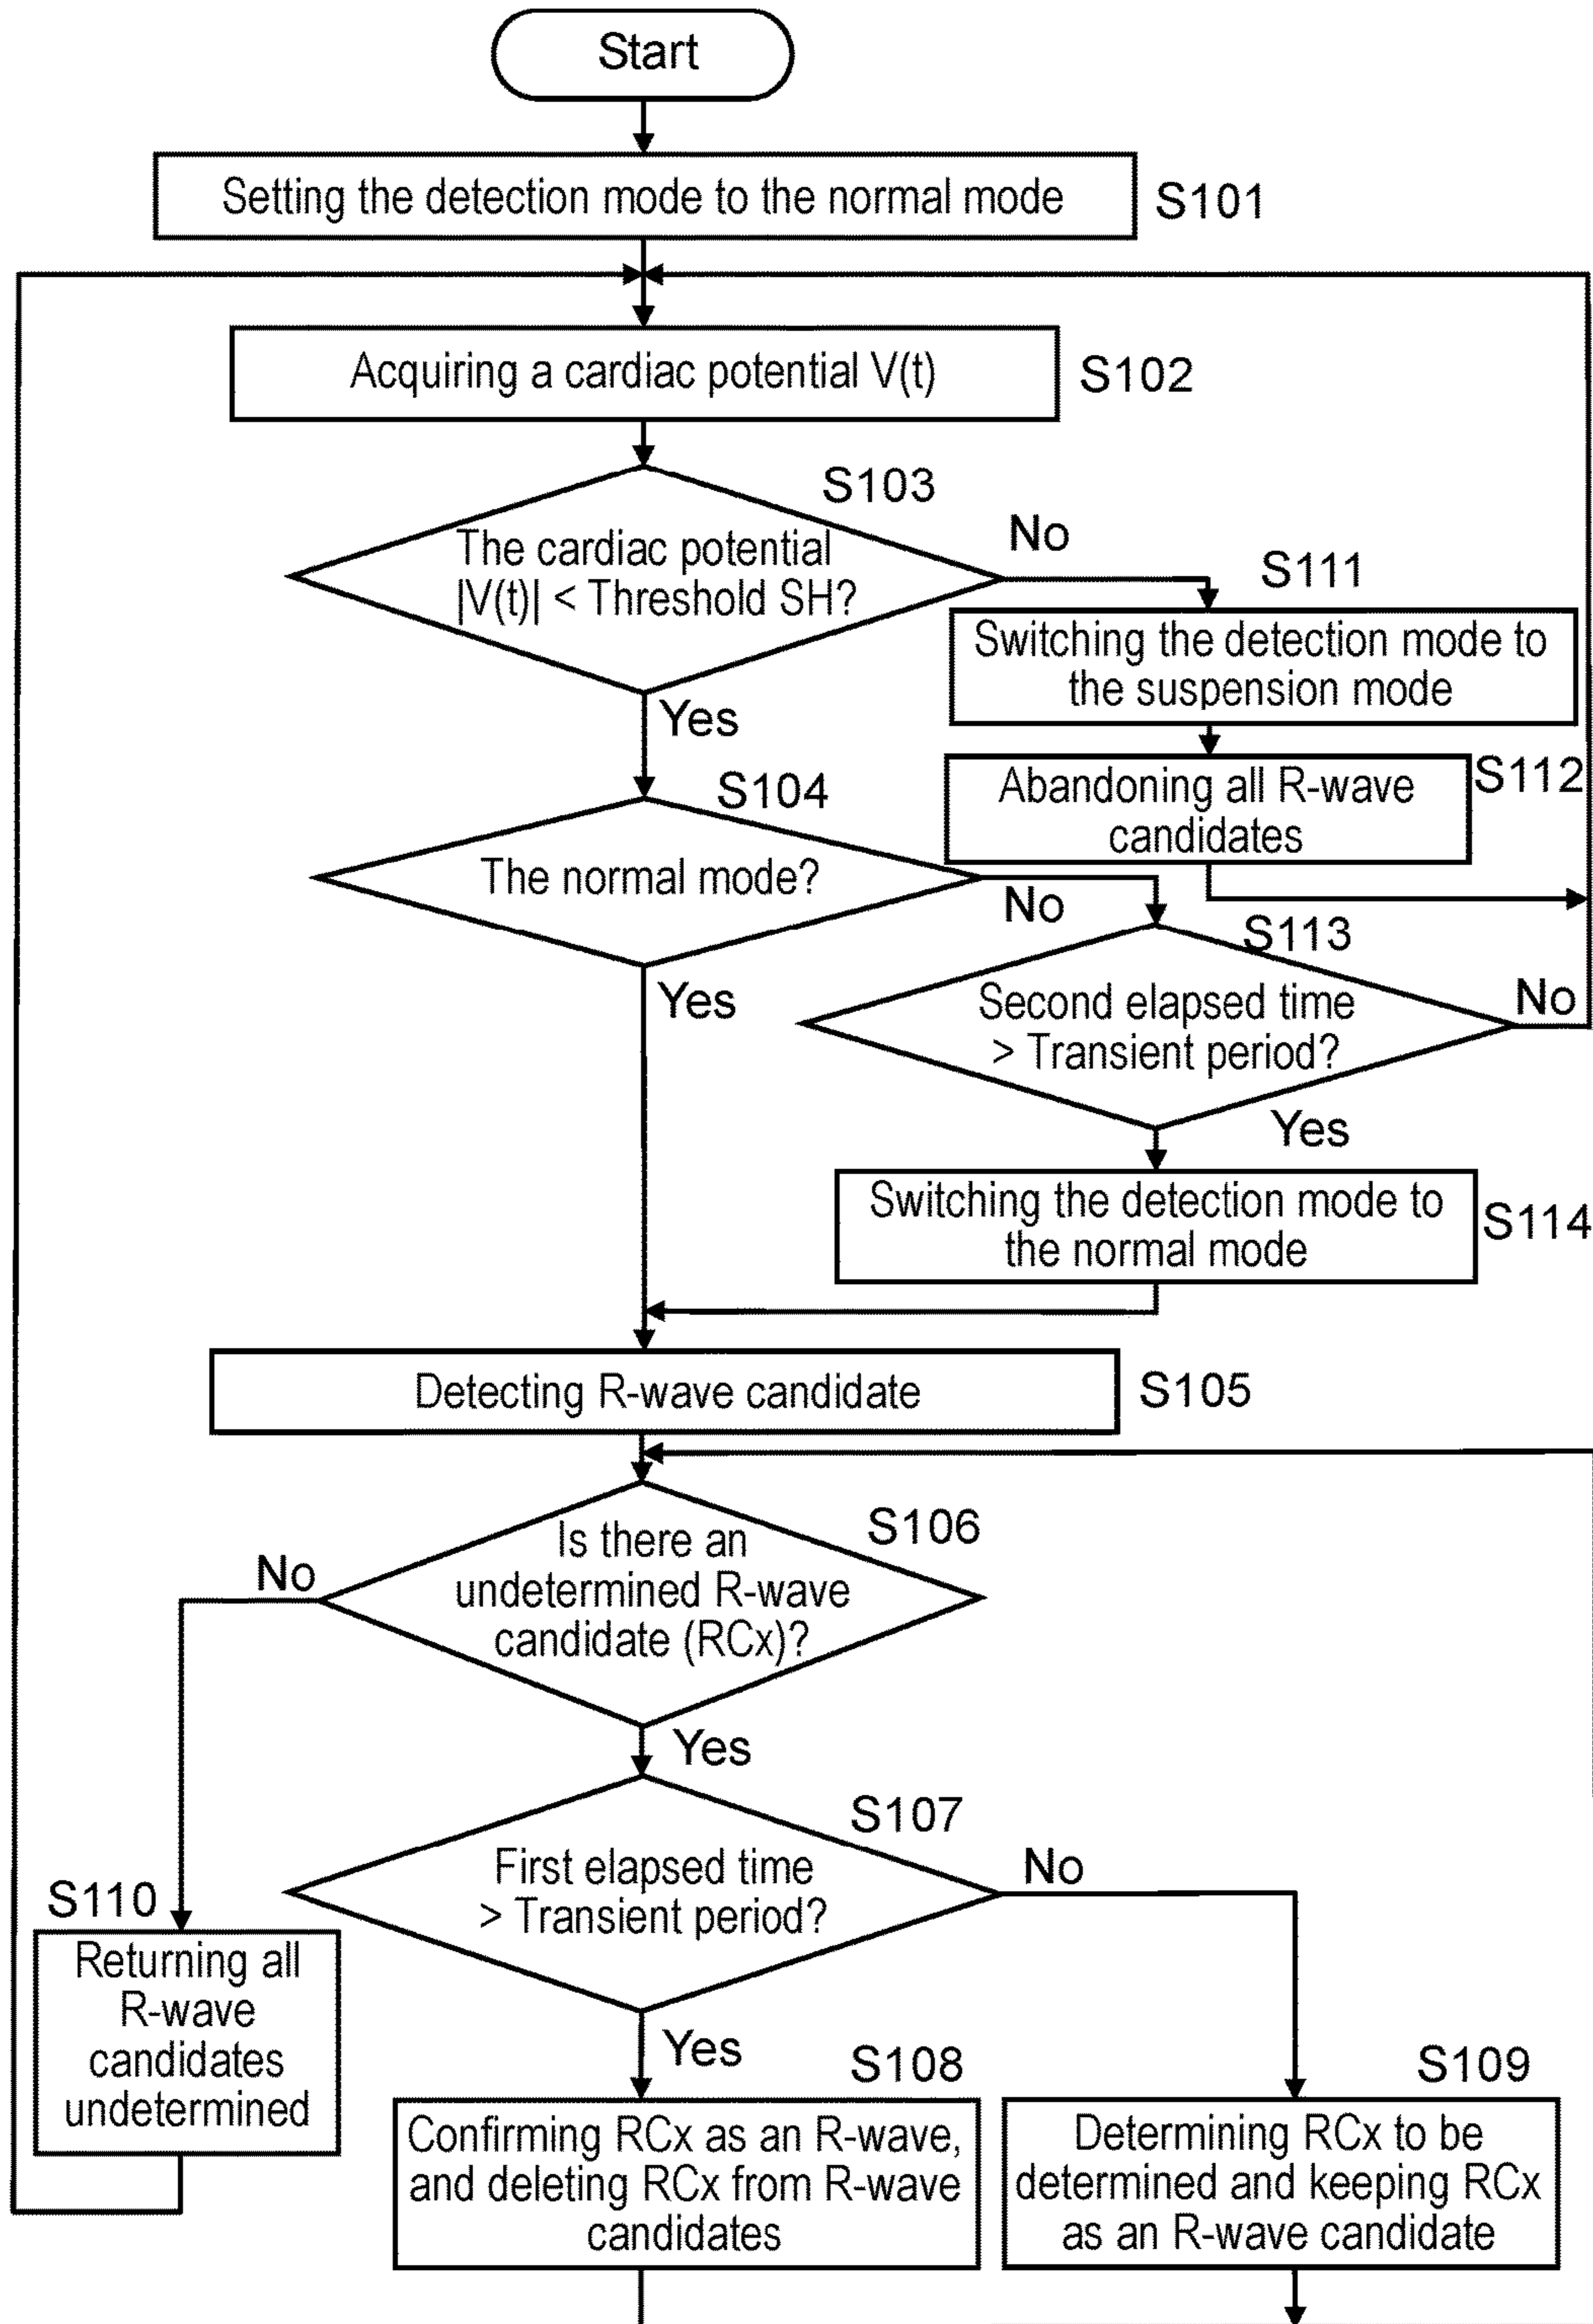 Start
Setting the detection mode to the normal mode
S101
Acquiring a cardiac potential V(t)
S102
S103
The cardiac potential
|V(t)| < Threshold SH?
No
Yes
S111
Switching the detection mode to
the suspension mode
S112
Abandoning all R-wave
candidates
S104
The normal mode?
No
Yes
S113
Second elapsed time
> Transient period?
No
Yes
Switching the detection mode to
the normal mode
S114
Detecting R-wave candidate
S105
S106
Is there an
undetermined R-wave
candidate (RCx)?
No
Yes
S107
First elapsed time
> Transient period?
No
Yes
S110
Returning all
R-wave
candidates
undetermined
S108
Confirming RCx as an R-wave,
and deleting RCx from R-wave
candidates
S109
Determining RCx to be
determined and keeping RCx
as an R-wave candidate